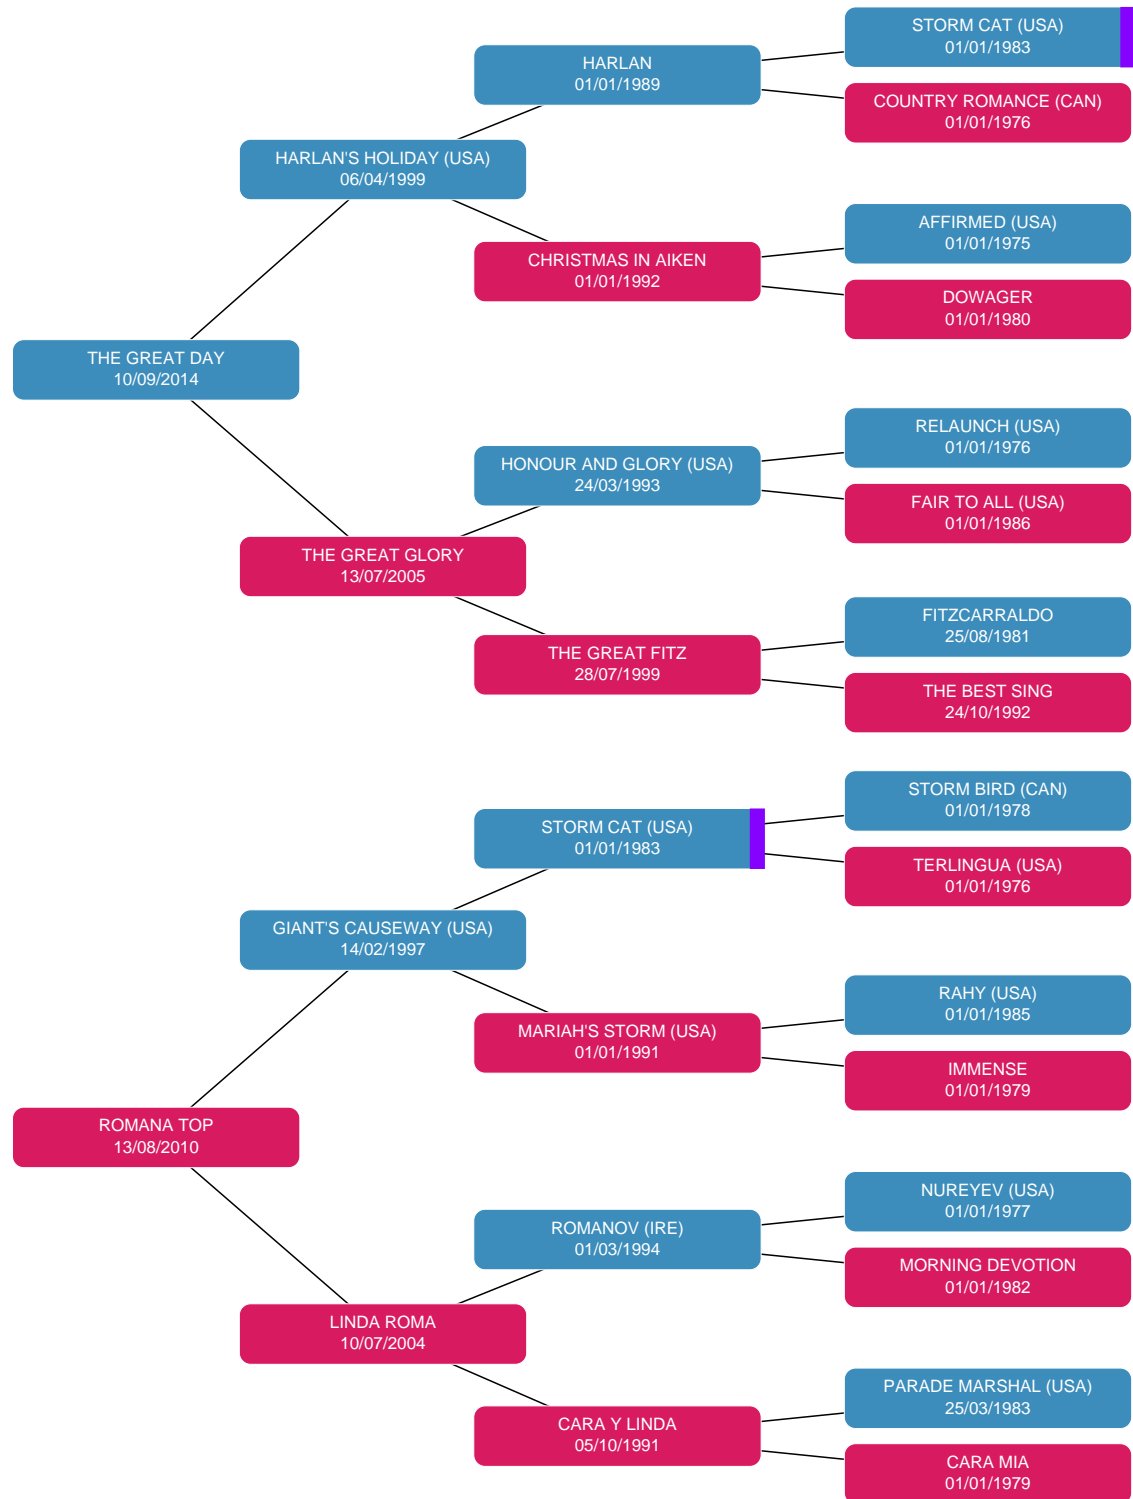 STORM CAT (USA)
01/01/1983
HARLAN
01/01/1989
COUNTRY ROMANCE (CAN)
01/01/1976
HARLAN'S HOLIDAY (USA)
06/04/1999
AFFIRMED (USA)
01/01/1975
CHRISTMAS IN AIKEN
01/01/1992
DOWAGER
01/01/1980
THE GREAT DAY
10/09/2014
RELAUNCH (USA)
01/01/1976
HONOUR AND GLORY (USA)
24/03/1993
FAIR TO ALL (USA)
01/01/1986
THE GREAT GLORY
13/07/2005
FITZCARRALDO
25/08/1981
THE GREAT FITZ
28/07/1999
THE BEST SING
24/10/1992
STORM BIRD (CAN)
01/01/1978
STORM CAT (USA)
01/01/1983
TERLINGUA (USA)
01/01/1976
GIANT'S CAUSEWAY (USA)
14/02/1997
RAHY (USA)
01/01/1985
MARIAH'S STORM (USA)
01/01/1991
IMMENSE
01/01/1979
ROMANA TOP
13/08/2010
NUREYEV (USA)
01/01/1977
ROMANOV (IRE)
01/03/1994
MORNING DEVOTION
01/01/1982
LINDA ROMA
10/07/2004
PARADE MARSHAL (USA)
25/03/1983
CARA Y LINDA
05/10/1991
CARA MIA
01/01/1979